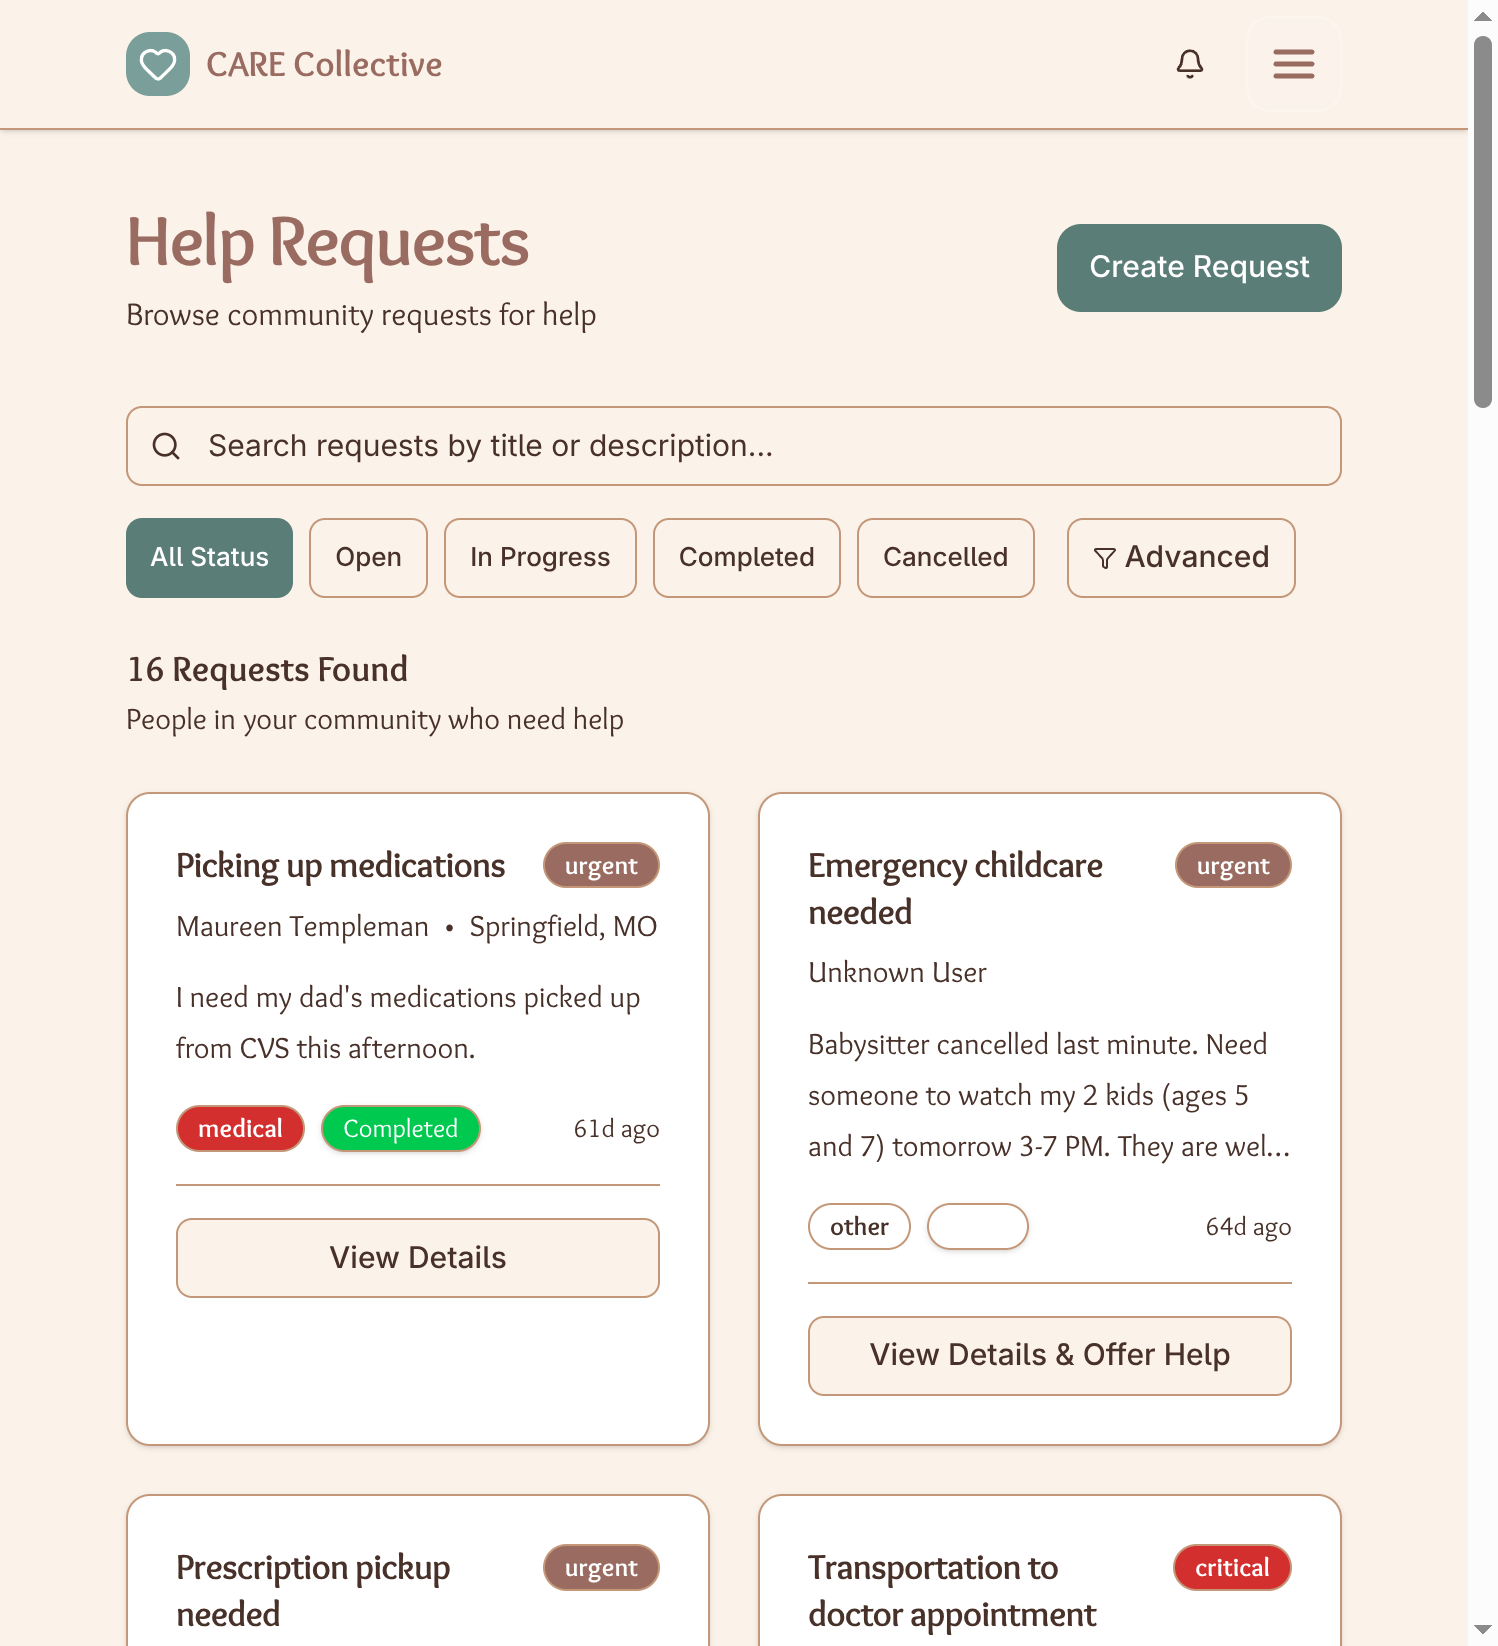 CARE Collective
Help Requests
Create Request
Browse community requests for help
Search requests by title or description...
All Status
Open
In Progress
Completed
Cancelled
Advanced
16 Requests Found
People in your community who need help
Picking up medications
urgent
Maureen Templeman • Springfield, MO
I need my dad's medications picked up
from CVS this afternoon.
medical
Completed
61d ago
View Details
Emergency childcare
needed
urgent
Unknown User
Babysitter cancelled last minute. Need
someone to watch my 2 kids (ages 5
and 7) tomorrow 3-7 PM. They are wel...
other
64d ago
View Details & Offer Help
Prescription pickup
needed
urgent
Transportation to
doctor appointment
critical